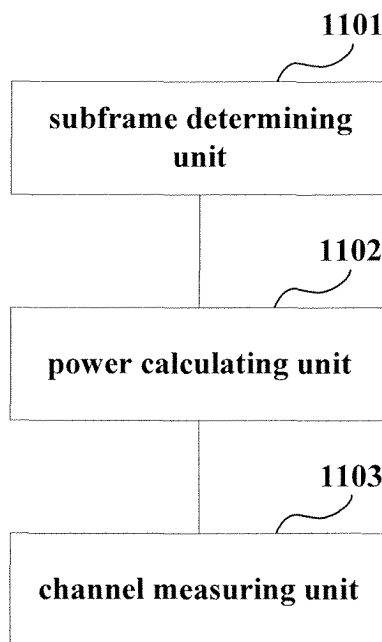 1101
subframe determining
unit
1102
power calculating unit
1103
channel measuring unit